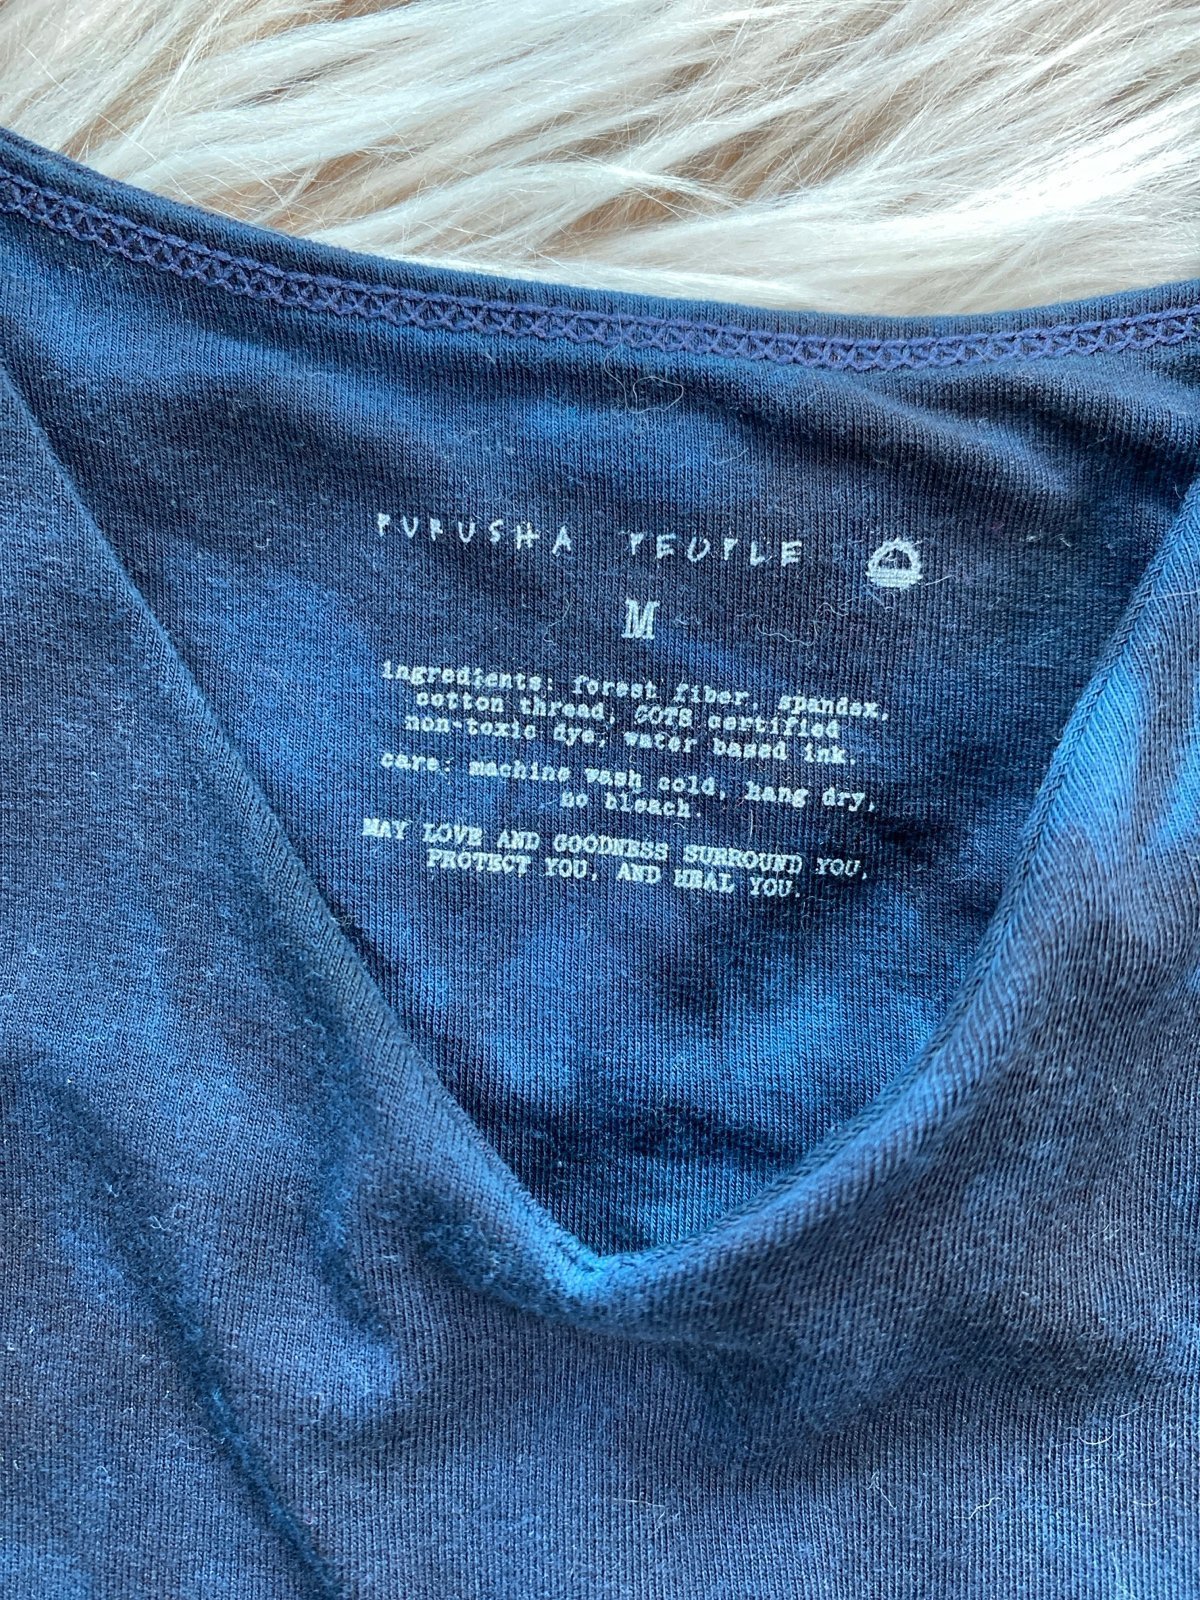 PURUSHA PEOPLE
M
ingredients: forest fiber, spandex,
cotton thread, GOTS certified
non-toxic dye, water based ink.
care: machine wash cold, hang dry,
no bleach.
MAY LOVE AND GOODNESS SURROUND YOU,
PROTECT YOU, AND HEAL YOU.